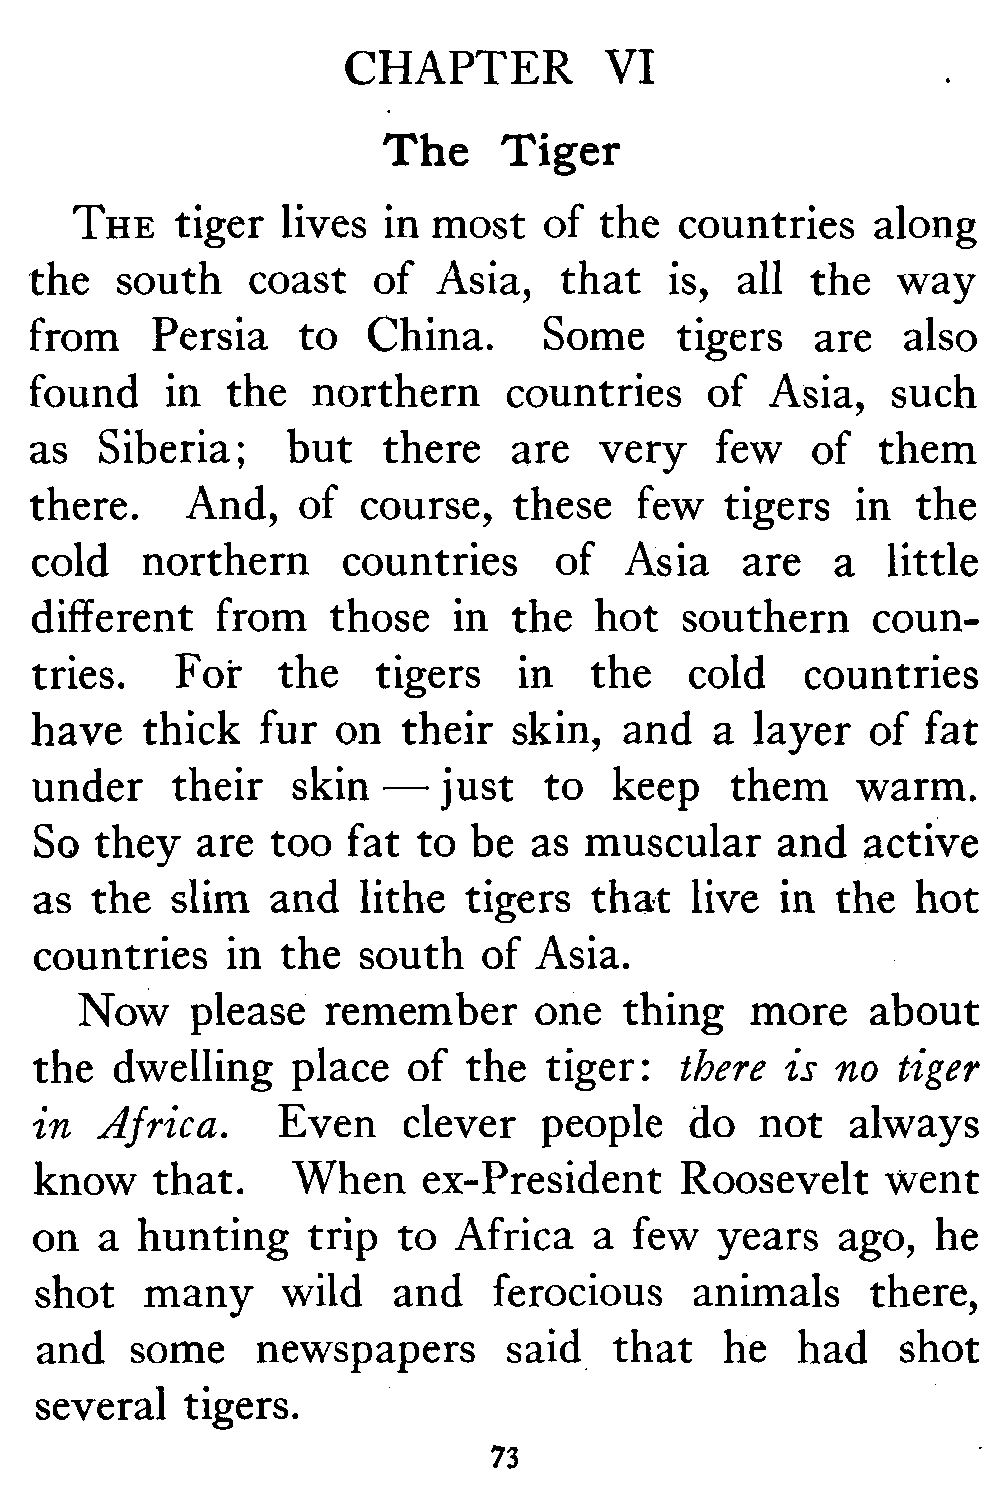 CHAPTER VI
The Tiger
THE tiger lives in most of the countries along
the south coast of Asia, that is, all the way
from Persia to China. Some tigers are also
found in the northern countries of Asia, such
as Siberia; but there are very few of them
there. And, of course, these few tigers in the
cold northern countries of Asia are a little
different from those in the hot southern coun-
tries. For the tigers in the cold countries
have thick fur on their skin, and a layer of fat
under their skin — just to keep them warm.
So they are too fat to be as muscular and active
as the slim and lithe tigers that live in the hot
countries in the south of Asia.
Now please remember one thing more about
the dwelling place of the tiger: there is no tiger
in Africa. Even clever people do not always
know that. When ex-President Roosevelt went
on a hunting trip to Africa a few years ago, he
shot many wild and ferocious animals there,
and some newspapers said that he had shot
several tigers.
73